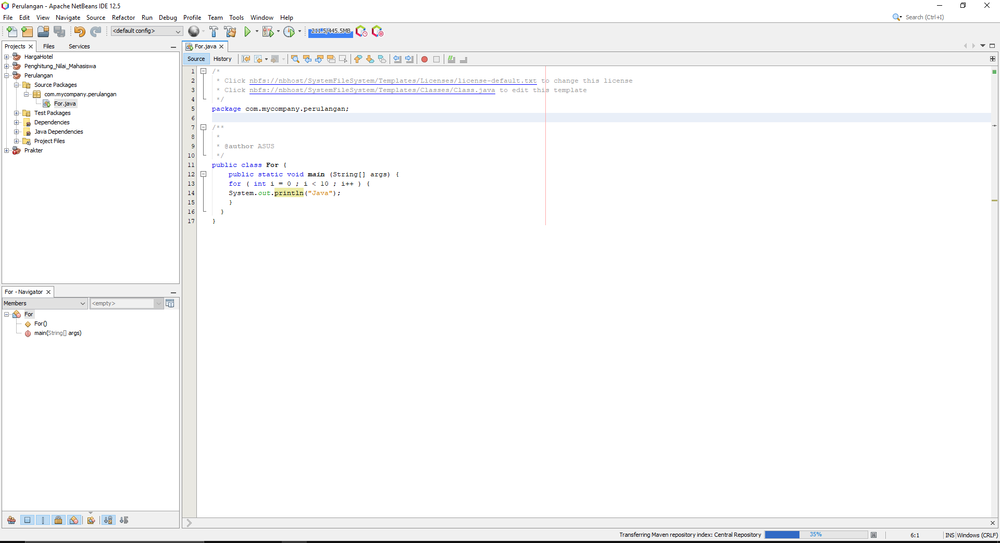 Perulangan - Apache NetBeans IDE 12.5
File Edit View Navigate Source Refactor Run Debug Profile Team Tools Window Help
Search (Ctrl+I)
<default config>
211.5/445.5MB
Projects Files Services
HargaHotel
Penghitung_Nilai_Mahasiswa
Perulangan
Source Packages
com.mycompany.perulangan
For.java
Test Packages
Dependencies
Java Dependencies
Project Files
Prakter
For - Navigator
Members <empty>
For
For()
main(String[] args)
For.java
Source History
1 /*
2 * Click nbfs://nbhost/SystemFileSystem/Templates/Licenses/license-default.txt to change this license
3 * Click nbfs://nbhost/SystemFileSystem/Templates/Classes/Class.java to edit this template
4 */
5 package com.mycompany.perulangan;
6
7 /**
8 *
9 * @author ASUS
10 */
11 public class For {
12 public static void main (String[] args) {
13 for ( int i = 0 ; i < 10 ; i++ ) {
14 System.out.println("Java");
15 }
16 }
17 }
Transferring Maven repository index: Central Repository 35% 6:1 INS Windows (CRLF)